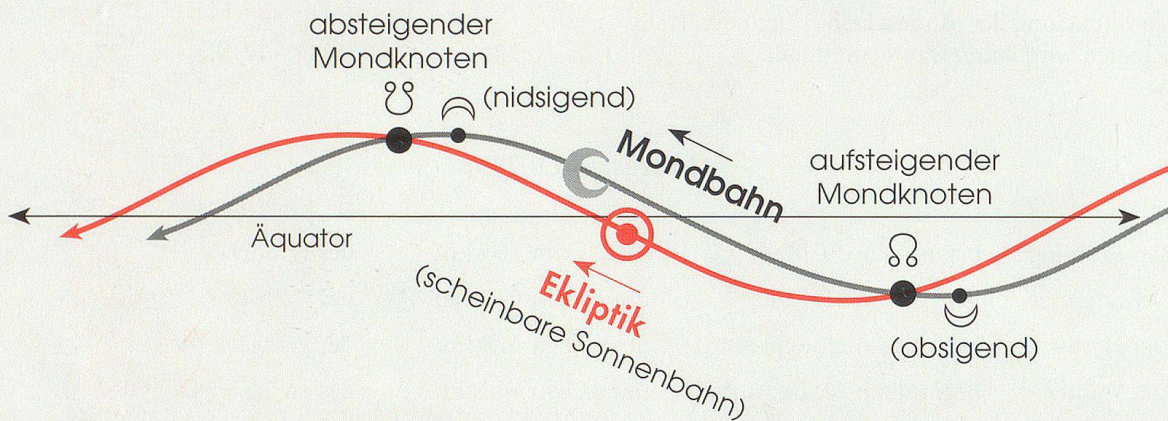 absteigender
Mondknoten
☋
(nidsigend)
Mondbahn
aufsteigender
Mondknoten
☊
Äquator
Ekliptik
(scheinbare Sonnenbahn)
(obsigend)